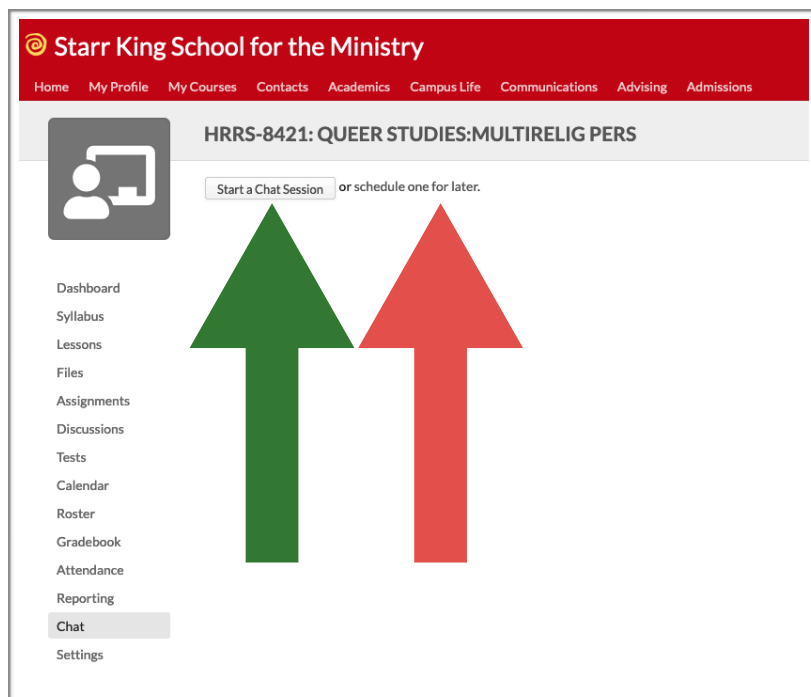 Starr King School for the Ministry
Home My Profile My Courses Contacts Academics Campus Life Communications Advising Admissions
HRRS-8421: QUEER STUDIES:MULTIRELIG PERS
Start a Chat Session or schedule one for later.
Dashboard
Syllabus
Lessons
Files
Assignments
Discussions
Tests
Calendar
Roster
Gradebook
Attendance
Reporting
Chat
Settings